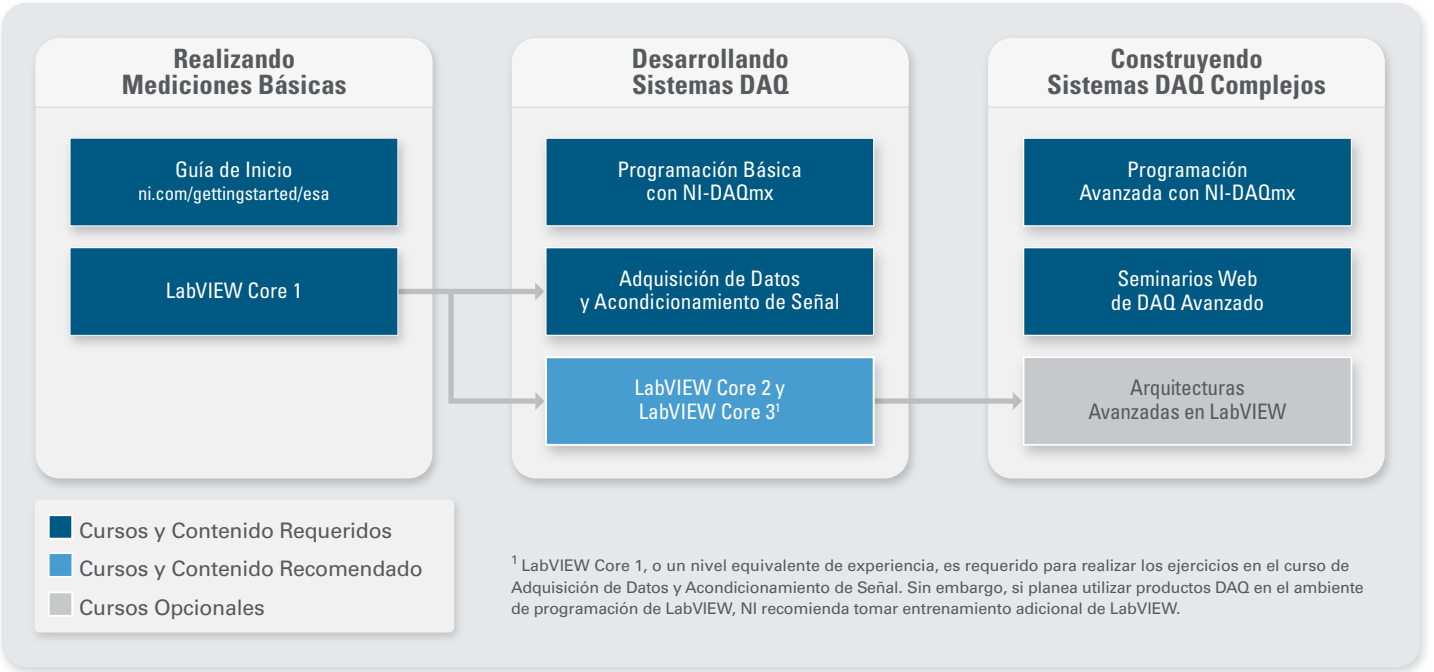 Realizando
Mediciones Básicas
Guía de Inicio
ni.com/gettingstarted/esa
LabVIEW Core 1
Desarrollando
Sistemas DAQ
Programación Básica
con NI-DAQmx
Adquisición de Datos
y Acondicionamiento de Señal
LabVIEW Core 2 y
LabVIEW Core 3¹
Construyendo
Sistemas DAQ Complejos
Programación
Avanzada con NI-DAQmx
Seminarios Web
de DAQ Avanzado
Arquitecturas
Avanzadas en LabVIEW
Cursos y Contenido Requeridos
Cursos y Contenido Recomendado
Cursos Opcionales
¹ LabVIEW Core 1, o un nivel equivalente de experiencia, es requerido para realizar los ejercicios en el curso de
Adquisición de Datos y Acondicionamiento de Señal. Sin embargo, si planea utilizar productos DAQ en el ambiente
de programación de LabVIEW, NI recomienda tomar entrenamiento adicional de LabVIEW.